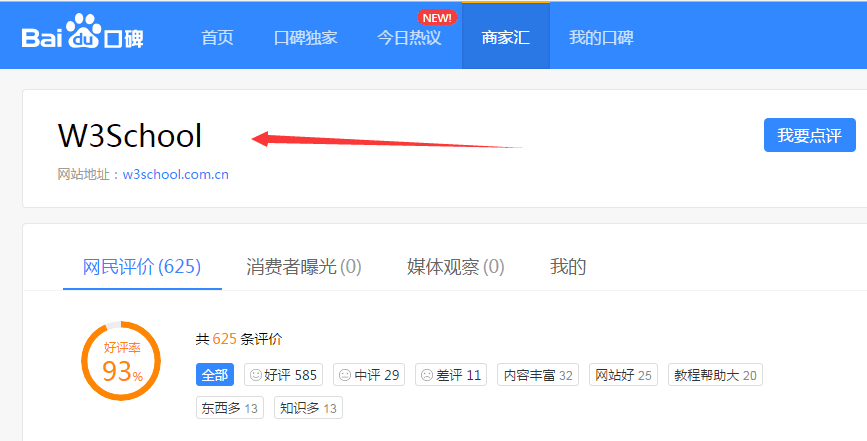 Bai du 口碑 首页 口碑独家 今日热议 NEW! 商家汇 我的口碑
W3School
我要点评
网站地址：w3school.com.cn
网民评价(625) 消费者曝光(0) 媒体观察(0) 我的
好评率
93%
共 625 条评价
全部 好评 585 中评 29 差评 11 内容丰富 32 网站好 25 教程帮助大 20
东西多 13 知识多 13